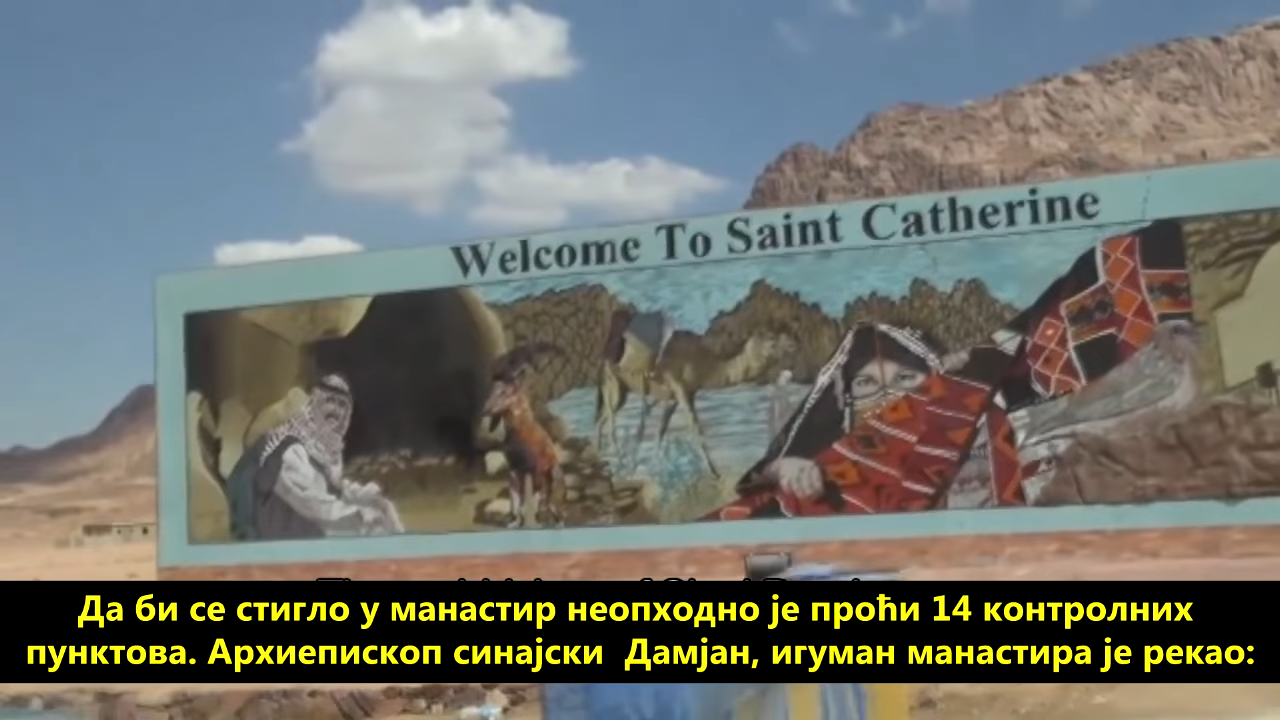 Welcome To Saint Catherine
Да би се стигло у манастир неопходно је проћи 14 контролних
пунктова. Архиепископ синајски Дамјан, игуман манастира је рекао: